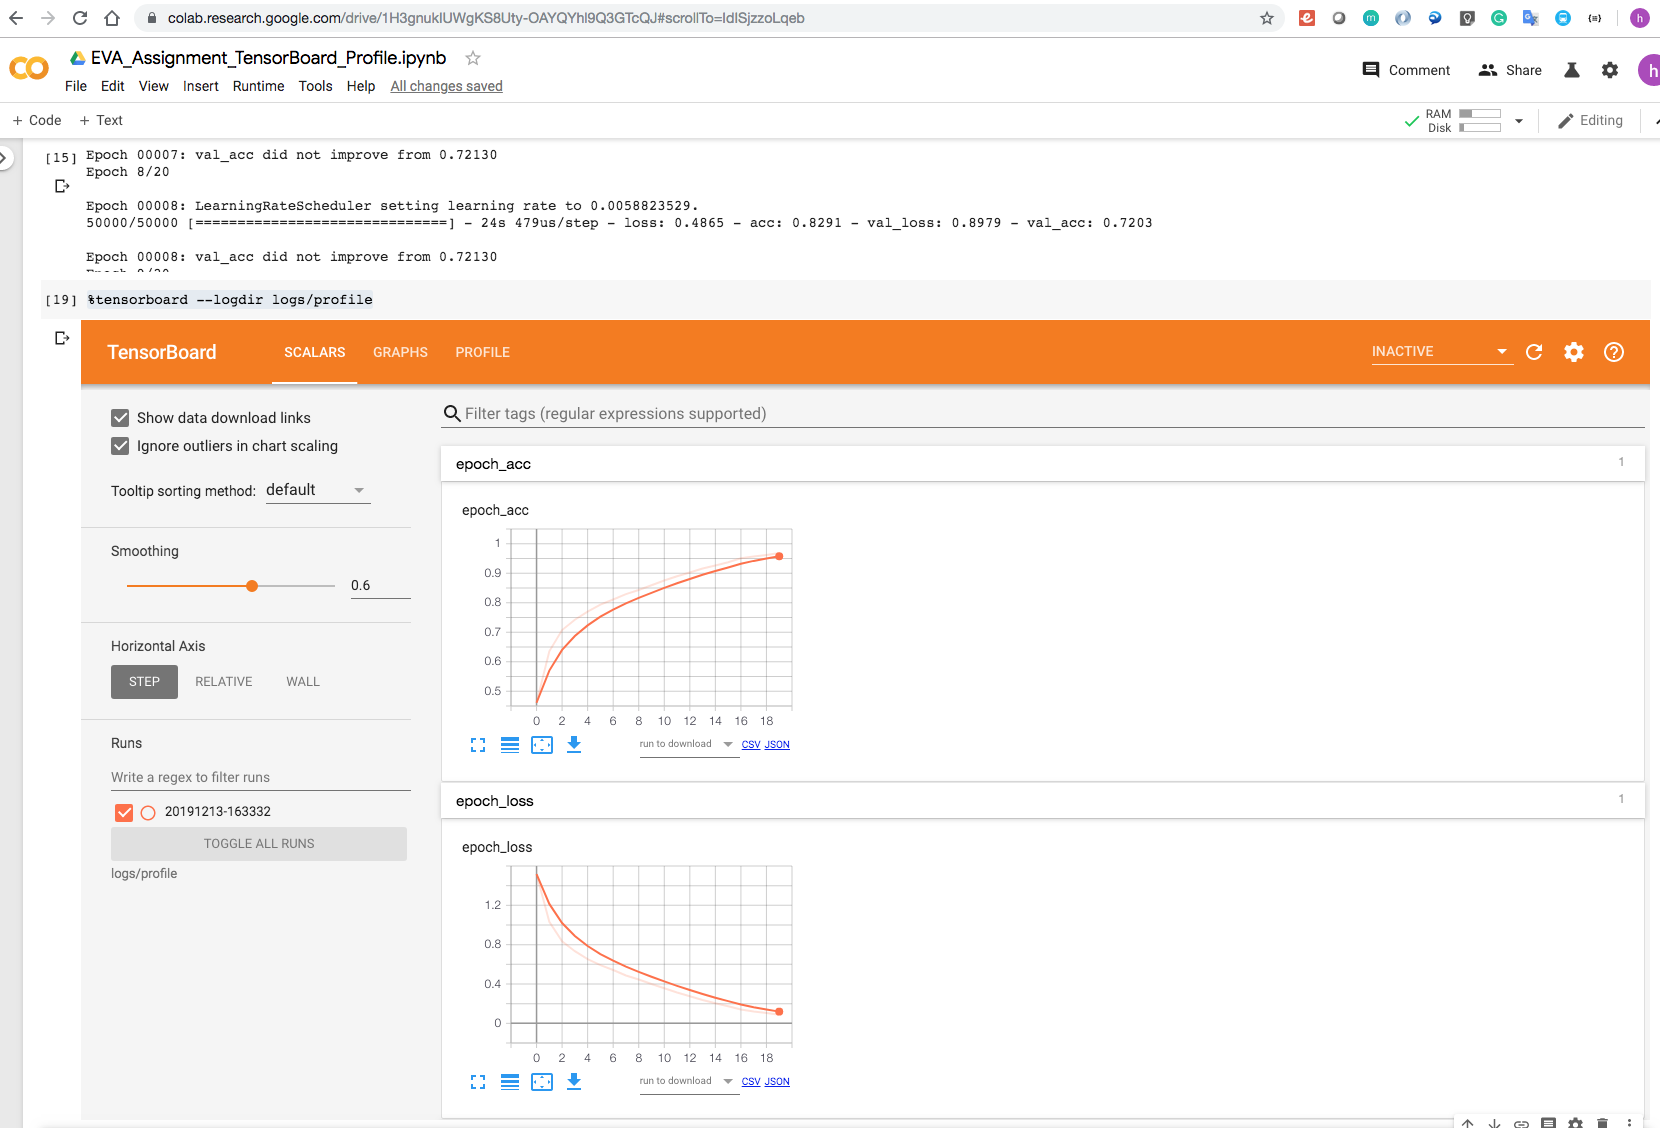 colab.research.google.com/drive/1H3gnukIUWgKS8Uty-OAYQYhl9Q3GTcQJ#scrollTo=IdISjzzoLqeb
EVA_Assignment_TensorBoard_Profile.ipynb
File Edit View Insert Runtime Tools Help All changes saved
Comment Share h
+ Code + Text
RAM
Disk
Editing
[15] Epoch 00007: val_acc did not improve from 0.72130
Epoch 8/20
Epoch 00008: LearningRateScheduler setting learning rate to 0.0058823529.
50000/50000 [==============================] - 24s 479us/step - loss: 0.4865 - acc: 0.8291 - val_loss: 0.8979 - val_acc: 0.7203
Epoch 00008: val_acc did not improve from 0.72130
Epoch 9/20
[19] %tensorboard --logdir logs/profile
TensorBoard SCALARS GRAPHS PROFILE INACTIVE
Show data download links
Ignore outliers in chart scaling
Tooltip sorting method: default
Smoothing
0.6
Horizontal Axis
STEP RELATIVE WALL
Runs
Write a regex to filter runs
20191213-163332
TOGGLE ALL RUNS
logs/profile
Filter tags (regular expressions supported)
epoch_acc 1
epoch_acc
1
0.9
0.8
0.7
0.6
0.5
0 2 4 6 8 10 12 14 16 18
run to download CSV JSON
epoch_loss 1
epoch_loss
1.2
0.8
0.4
0
0 2 4 6 8 10 12 14 16 18
run to download CSV JSON